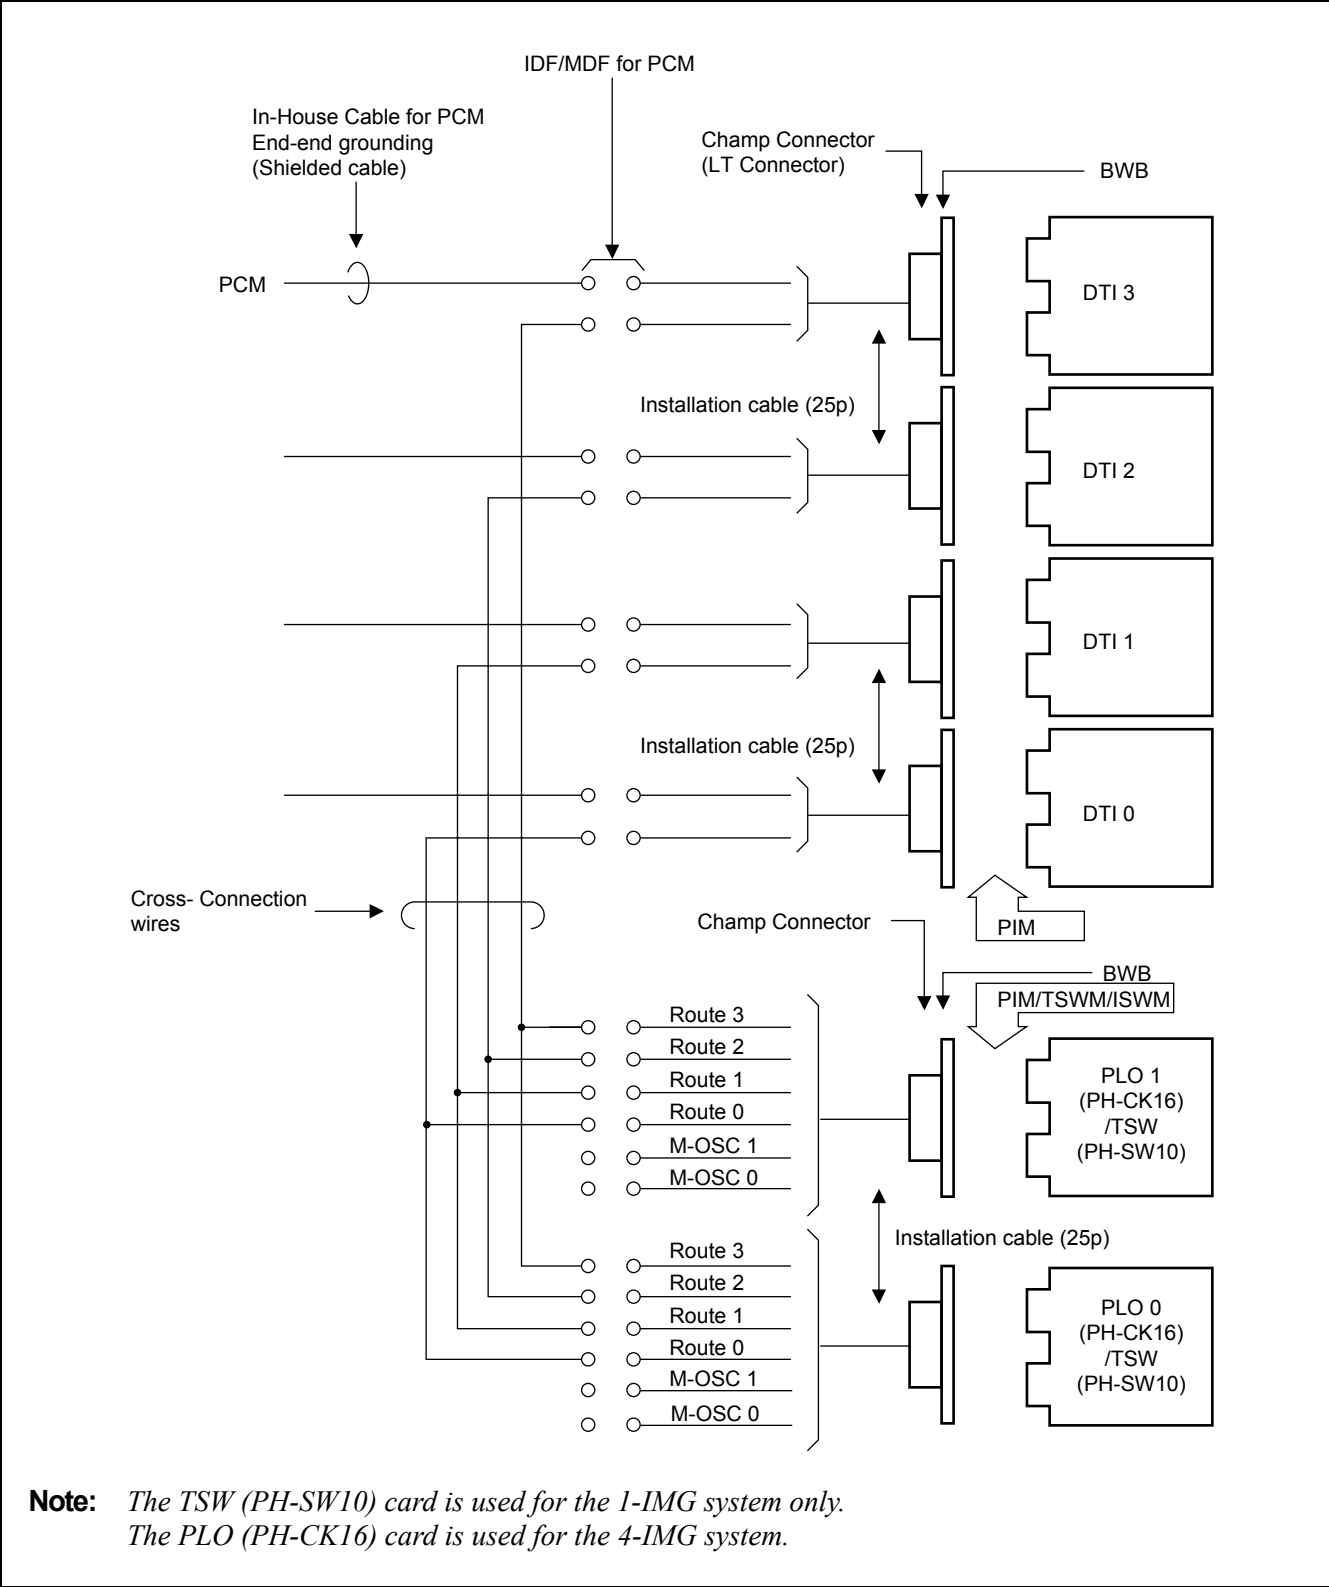 IDF/MDF for PCM
In-House Cable for PCM
End-end grounding
(Shielded cable)
Champ Connector
(LT Connector)
BWB
PCM
DTI 3
Installation cable (25p)
DTI 2
DTI 1
Installation cable (25p)
DTI 0
Cross- Connection
wires
Champ Connector
PIM
BWB
PIM/TSWM/ISWM
Route 3
Route 2
Route 1
Route 0
M-OSC 1
M-OSC 0
PLO 1
(PH-CK16)
/TSW
(PH-SW10)
Installation cable (25p)
Route 3
Route 2
Route 1
Route 0
M-OSC 1
M-OSC 0
PLO 0
(PH-CK16)
/TSW
(PH-SW10)
Note: The TSW (PH-SW10) card is used for the 1-IMG system only.
The PLO (PH-CK16) card is used for the 4-IMG system.